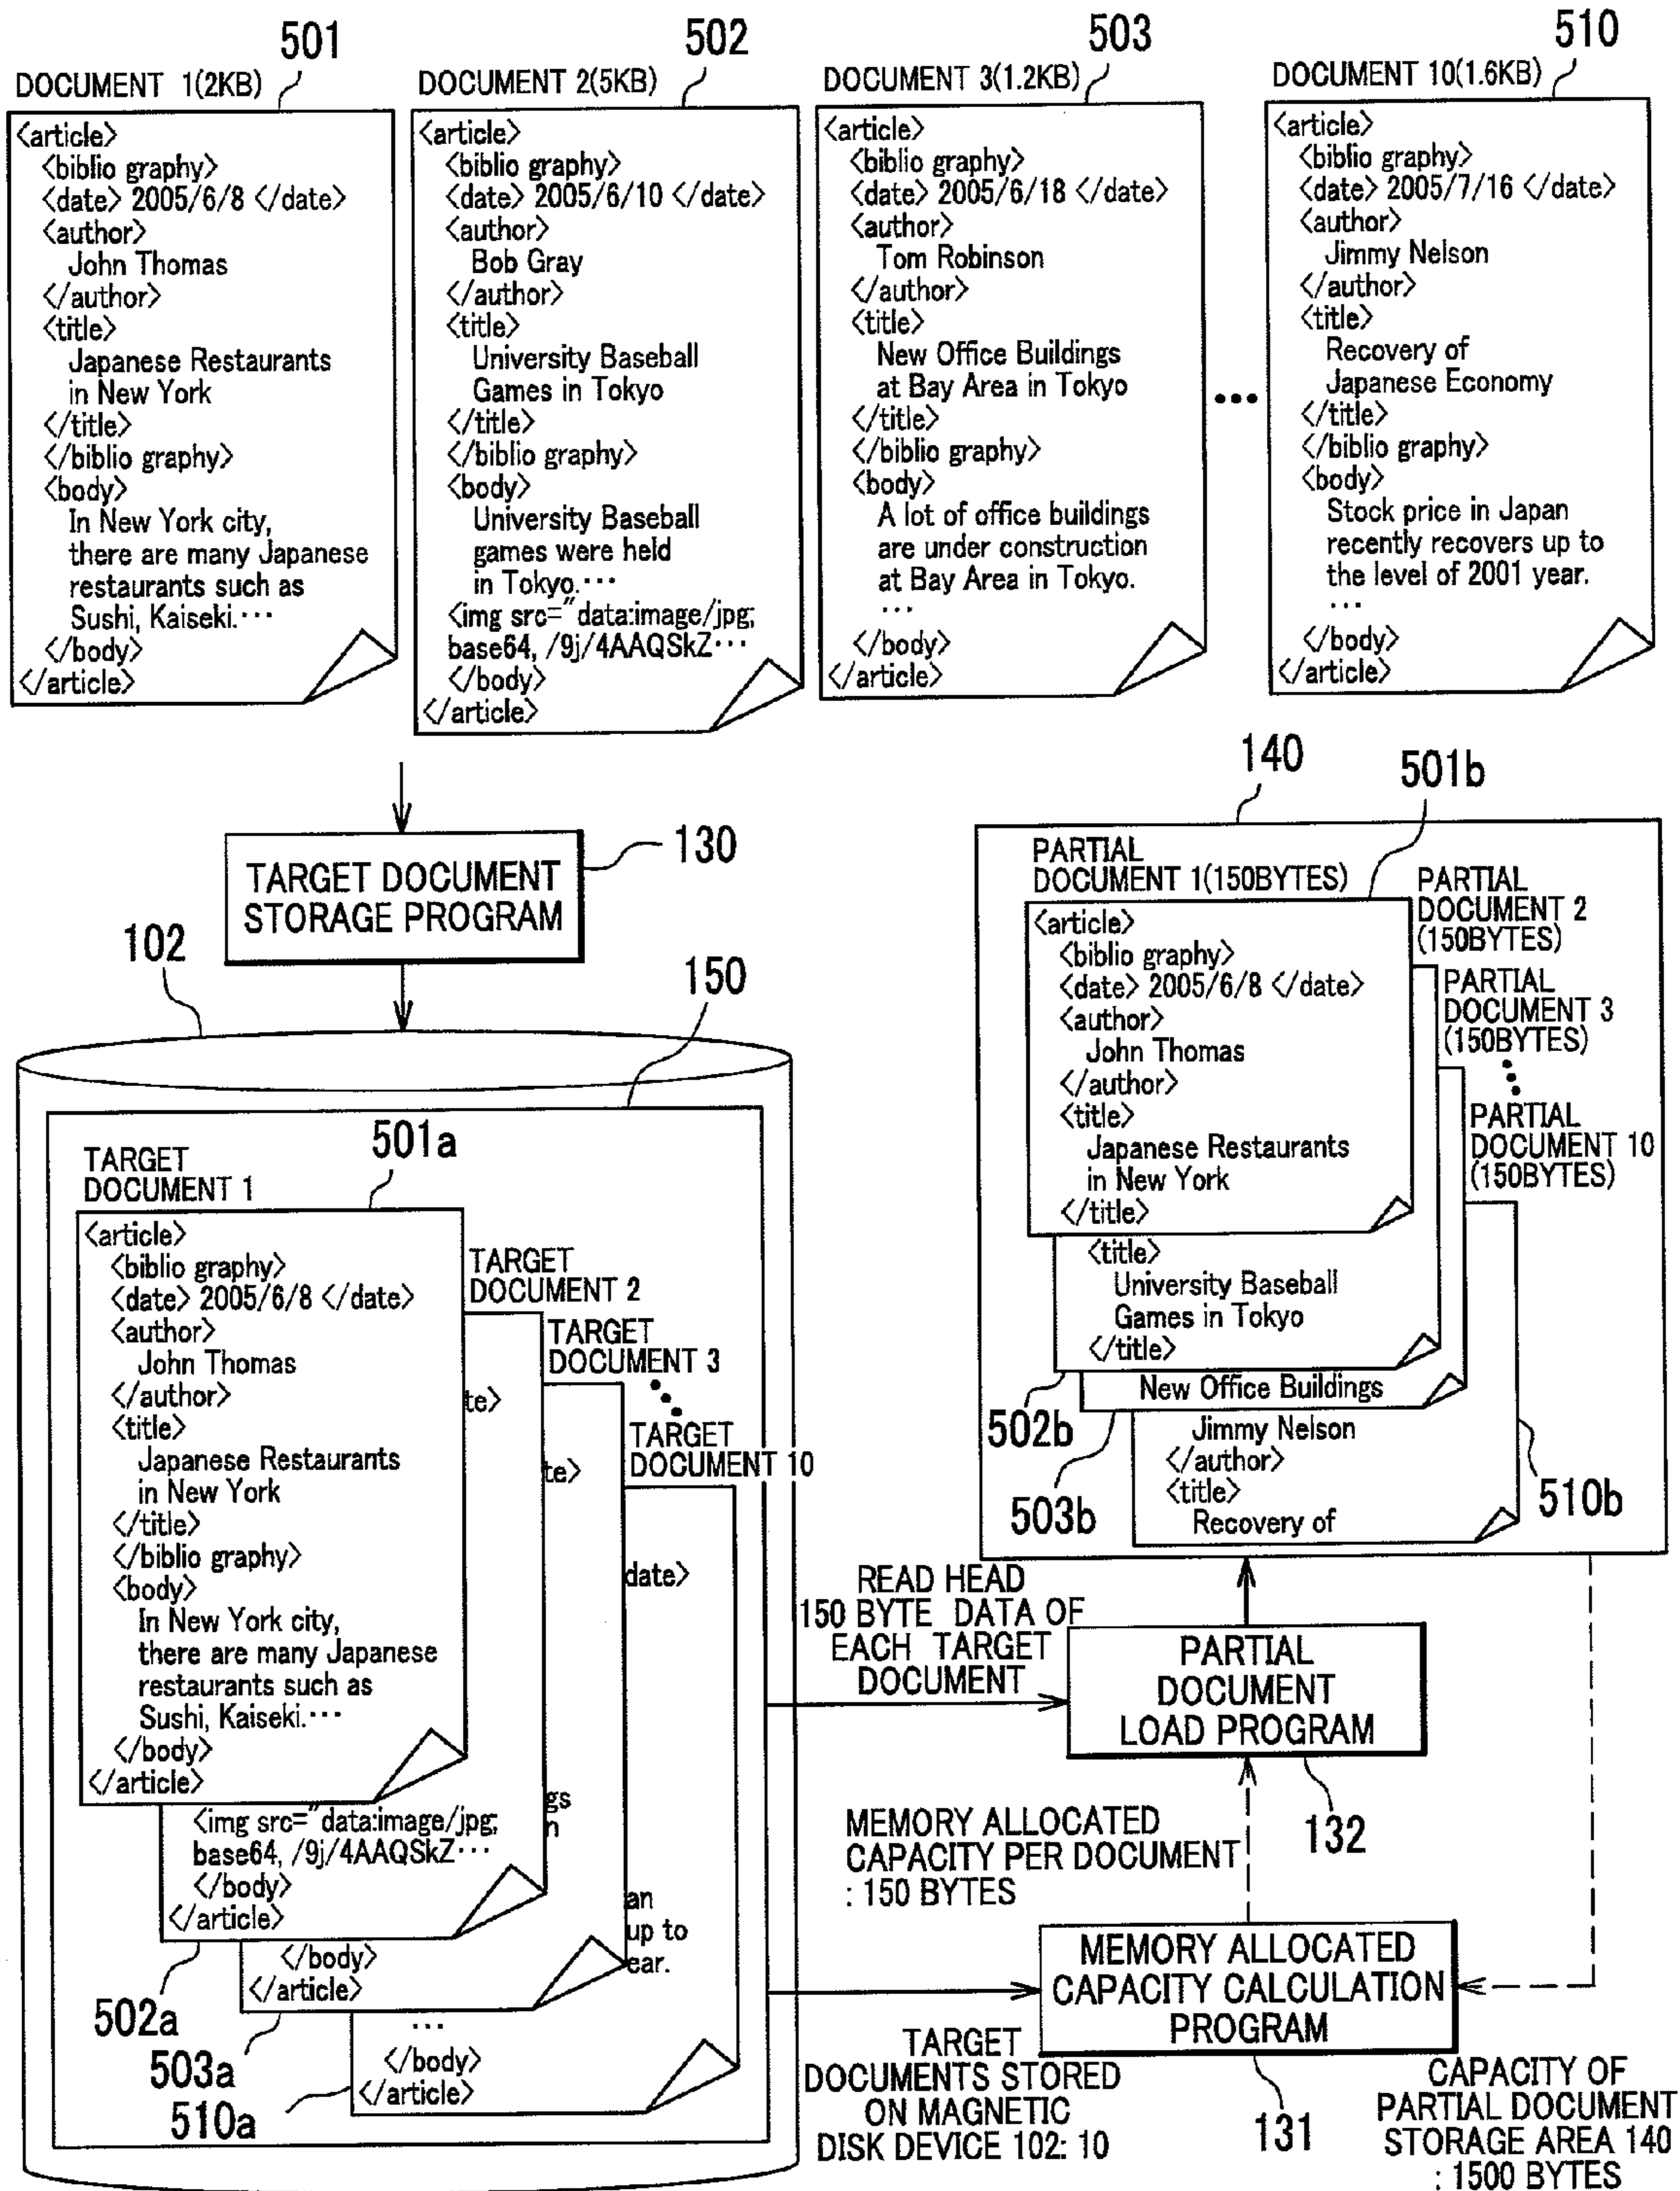 501
DOCUMENT 1(2KB)
<article>
<biblio graphy>
<date> 2005/6/8 </date>
<author>
John Thomas
</author>
<title>
Japanese Restaurants
in New York
</title>
</biblio graphy>
<body>
In New York city,
there are many Japanese
restaurants such as
Sushi, Kaiseki.···
</body>
</article>
502
DOCUMENT 2(5KB)
<article>
<biblio graphy>
<date> 2005/6/10 </date>
<author>
Bob Gray
</author>
<title>
University Baseball
Games in Tokyo
</title>
</biblio graphy>
<body>
University Baseball
games were held
in Tokyo.···
<img src="data:image/jpg;
base64, /9j/4AAQSkZ···
</body>
</article>
503
DOCUMENT 3(1.2KB)
<article>
<biblio graphy>
<date> 2005/6/18 </date>
<author>
Tom Robinson
</author>
<title>
New Office Buildings
at Bay Area in Tokyo
</title>
</biblio graphy>
<body>
A lot of office buildings
are under construction
at Bay Area in Tokyo.
...
</body>
</article>
•••
510
DOCUMENT 10(1.6KB)
<article>
<biblio graphy>
<date> 2005/7/16 </date>
<author>
Jimmy Nelson
</author>
<title>
Recovery of
Japanese Economy
</title>
</biblio graphy>
<body>
Stock price in Japan
recently recovers up to
the level of 2001 year.
...
</body>
</article>
130
TARGET DOCUMENT
STORAGE PROGRAM
102
150
TARGET
DOCUMENT 1
501a
<article>
<biblio graphy>
<date> 2005/6/8 </date>
<author>
John Thomas
</author>
<title>
Japanese Restaurants
in New York
</title>
</biblio graphy>
<body>
In New York city,
there are many Japanese
restaurants such as
Sushi, Kaiseki.···
</body>
</article>
TARGET
DOCUMENT 2
te>
<img src="data:image/jpg;
base64, /9j/4AAQSkZ···
</body>
</article>
502a
TARGET
DOCUMENT 3
te>
gs
n
</body>
</article>
503a
TARGET
DOCUMENT 10
date>
an
up to
ear.
...
</body>
</article>
510a
140
501b
PARTIAL
DOCUMENT 1(150BYTES)
<article>
<biblio graphy>
<date> 2005/6/8 </date>
<author>
John Thomas
</author>
<title>
Japanese Restaurants
in New York
</title>
PARTIAL
DOCUMENT 2
(150BYTES)
<title>
University Baseball
Games in Tokyo
</title>
502b
PARTIAL
DOCUMENT 3
(150BYTES)
New Office Buildings
503b
PARTIAL
DOCUMENT 10
(150BYTES)
Jimmy Nelson
</author>
<title>
Recovery of
510b
READ HEAD
150 BYTE DATA OF
EACH TARGET
DOCUMENT
PARTIAL
DOCUMENT
LOAD PROGRAM
132
MEMORY ALLOCATED
CAPACITY PER DOCUMENT
: 150 BYTES
MEMORY ALLOCATED
CAPACITY CALCULATION
PROGRAM
131
TARGET
DOCUMENTS STORED
ON MAGNETIC
DISK DEVICE 102: 10
CAPACITY OF
PARTIAL DOCUMENT
STORAGE AREA 140
: 1500 BYTES